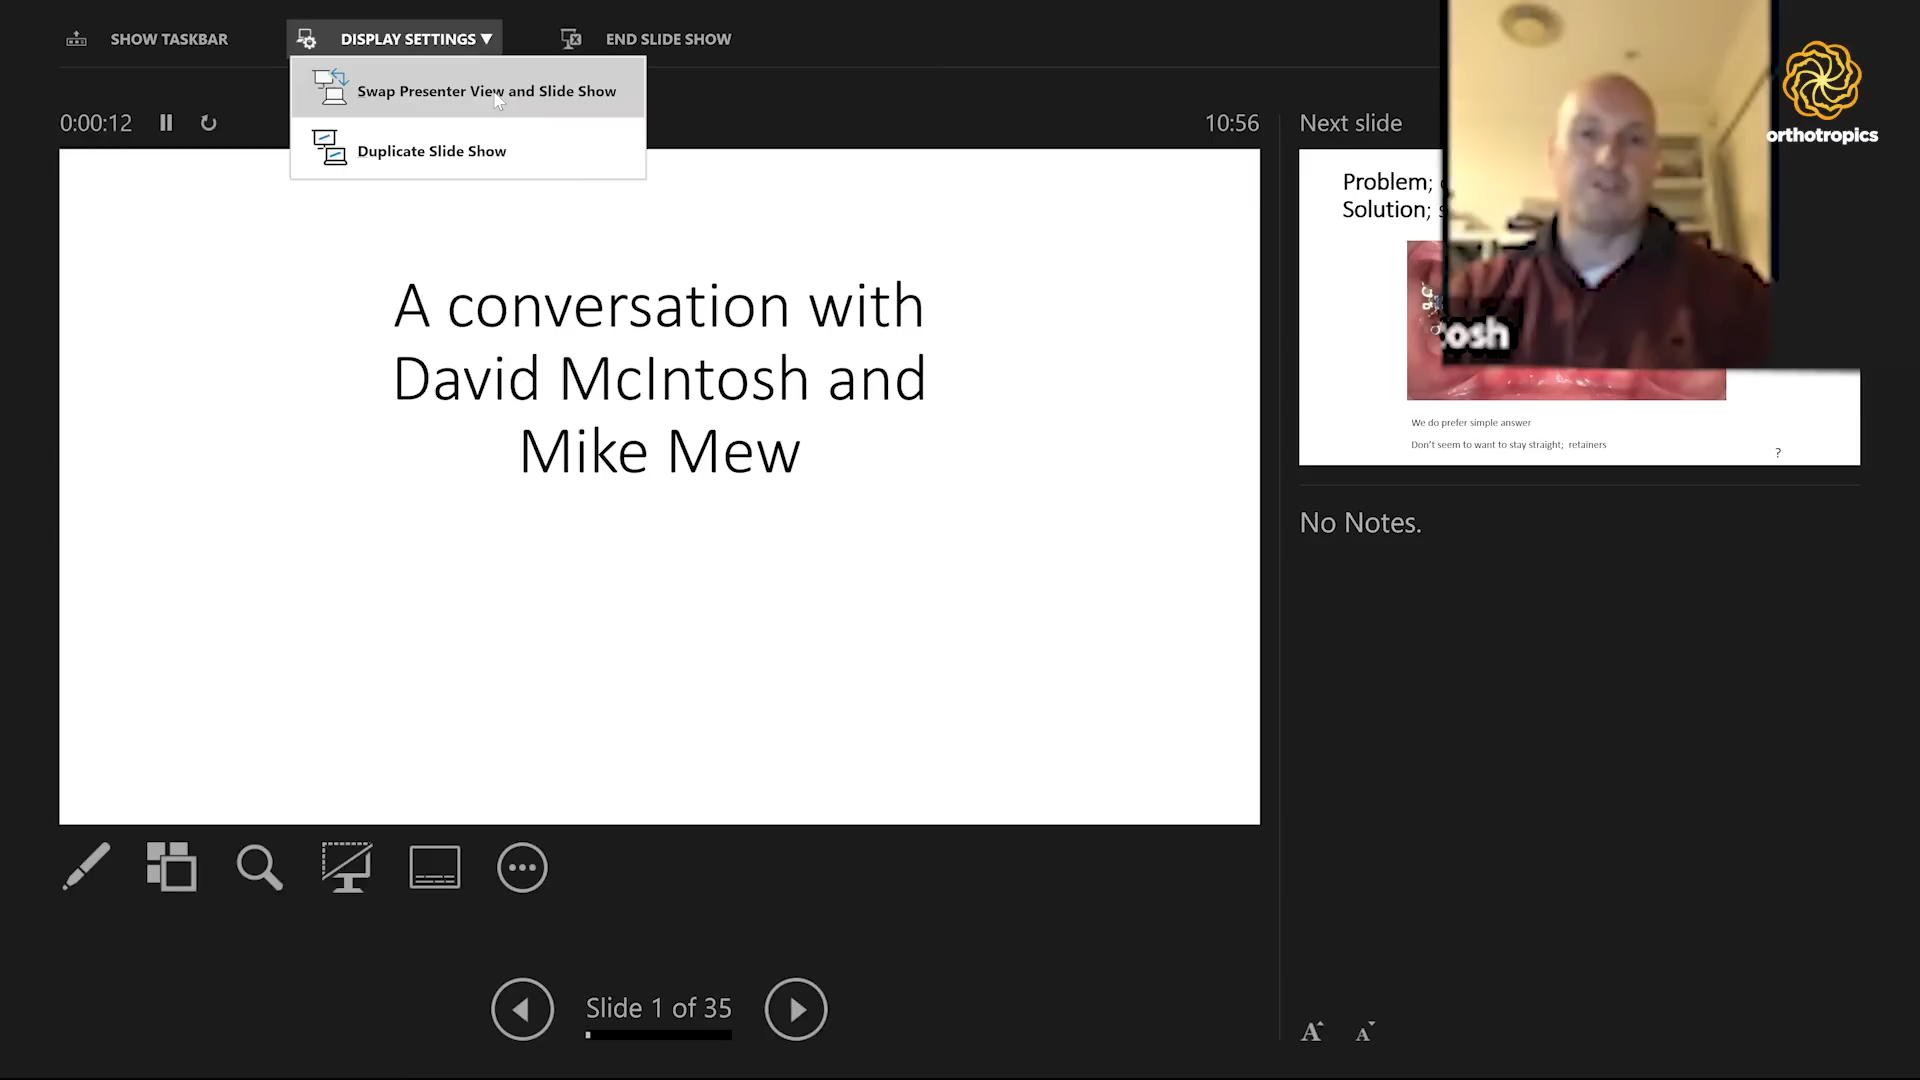 SHOW TASKBAR
DISPLAY SETTINGS ▼
END SLIDE SHOW
Swap Presenter View and Slide Show
Duplicate Slide Show
0:00:12
10:56
Next slide
orthotropics
A conversation with
David McIntosh and
Mike Mew
Problem;
Solution;
osh
We do prefer simple answer
Don't seem to want to stay straight; retainers
?
No Notes.
Slide 1 of 35
A
A